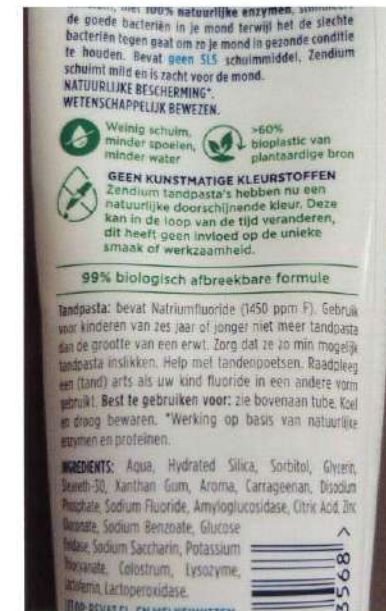 100% natuurlijke enzymen,
de goede bacteriën in je mond terwijl het de slechte
bacteriën tegen gaat om zo je mond in gezonde conditie
te houden. Bevat geen SLS schuimmiddel, Zendium
schuimt mild en is zacht voor de mond.
NATUURLIJKE BESCHERMING*.
WETENSCHAPPELIJK BEWEZEN.
Weinig schuim,
minder spoelen,
minder water
>60%
bioplastic van
plantaardige bron
GEEN KUNSTMATIGE KLEURSTOFFEN
Zendium tandpasta's hebben nu een
natuurlijke doorschijnende kleur. Deze
kan in de loop van de tijd veranderen,
dit heeft geen invloed op de unieke
smaak of werkzaamheid.
99% biologisch afbreekbare formule
Tandpasta: bevat Natriumfluoride (1450 ppm F). Gebruik
voor kinderen van zes jaar of jonger niet meer tandpasta
dan de grootte van een erwt. Zorg dat ze zo min mogelijk
tandpasta inslikken. Help met tandenpoetsen. Raadpleeg
een (tand) arts als uw kind fluoride in een andere vorm
gebruikt. Best te gebruiken voor: zie bovenaan tube. Koel
en droog bewaren. *Werking op basis van natuurlijke
enzymen en proteïnen.
INGREDIENTS: Aqua, Hydrated Silica, Sorbitol, Glycerin,
Steareth-30, Xanthan Gum, Aroma, Carrageenan, Disodium
Phosphate, Sodium Fluoride, Amyloglucosidase, Citric Acid, Zinc
Gluconate, Sodium Benzoate, Glucose
Oxidase, Sodium Saccharin, Potassium
Thiocyanate, Colostrum, Lysozyme,
Lactoferrin, Lactoperoxidase.
3568 >